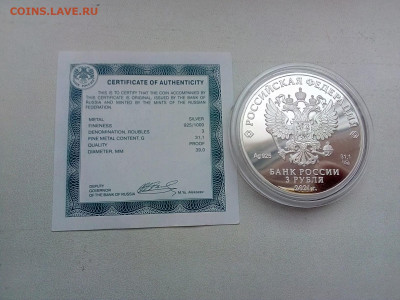 COINS.LAVE.RU
CERTIFICATE OF AUTHENTICITY
THIS IS TO CERTIFY THAT THE COIN ACCOMPANIED BY
THIS CERTIFICATE IS ORIGINAL, ISSUED BY THE BANK OF
RUSSIA AND MINTED BY THE MINTS OF THE RUSSIAN
FEDERATION.
METAL SILVER
FINENESS 925/1000
DENOMINATION, ROUBLES 3
FINE METAL CONTENT, G 31.1
QUALITY PROOF
DIAMETER, MM 39.0
DEPUTY
GOVERNOR
OF THE BANK OF RUSSIA
РОССИЙСКАЯ ФЕДЕРАЦИЯ
Ag 925
31,1
БАНК РОССИИ
3 РУБЛЯ